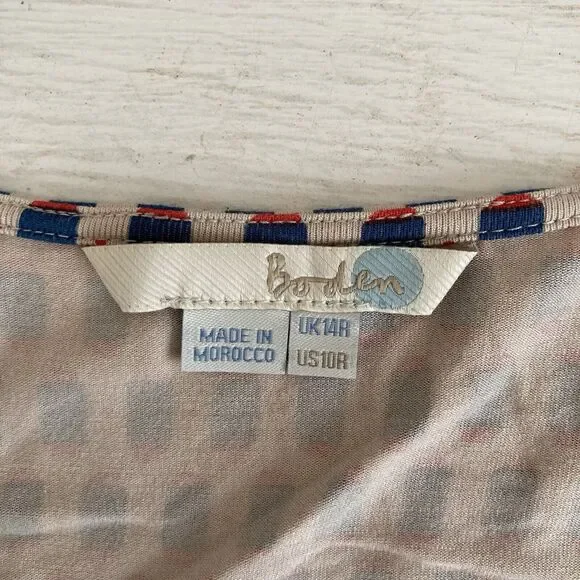 Boden
MADE IN
MOROCCO
UK14R
US10R